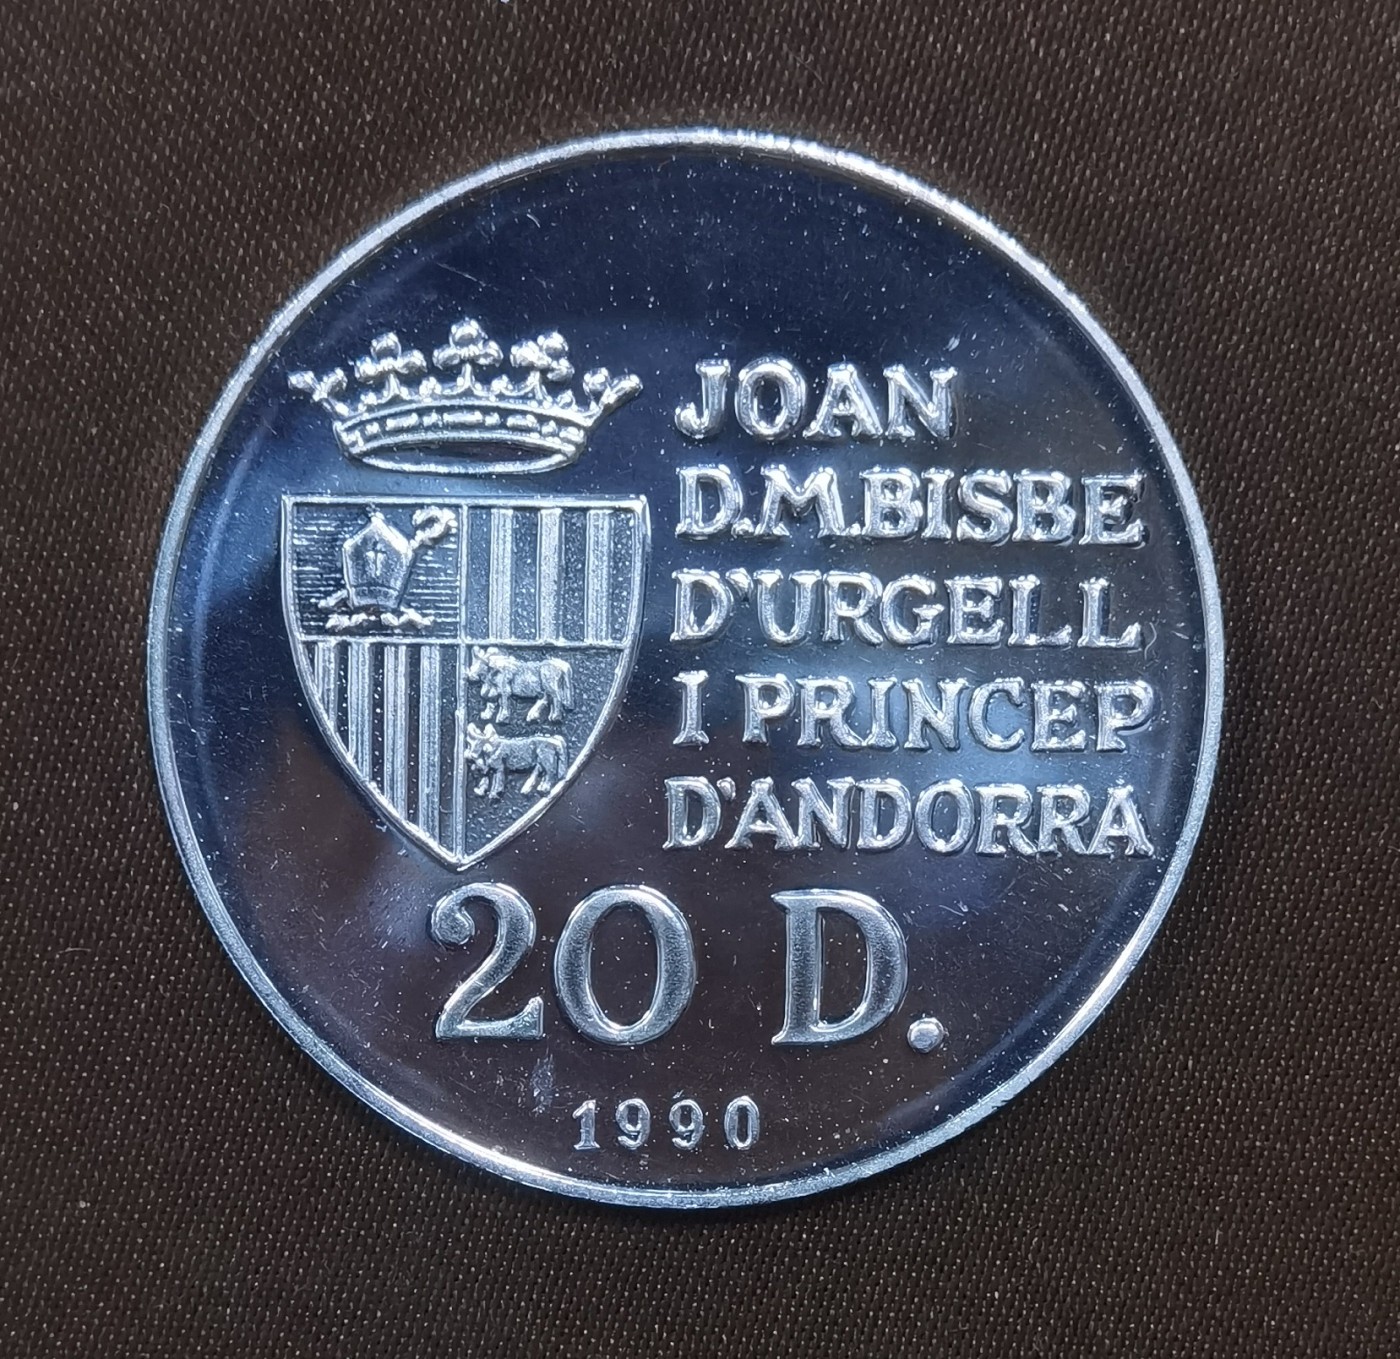 JOAN
D.M.BISBE
D'URGELL
I PRINCEP
D'ANDORRA
20 D.
1990